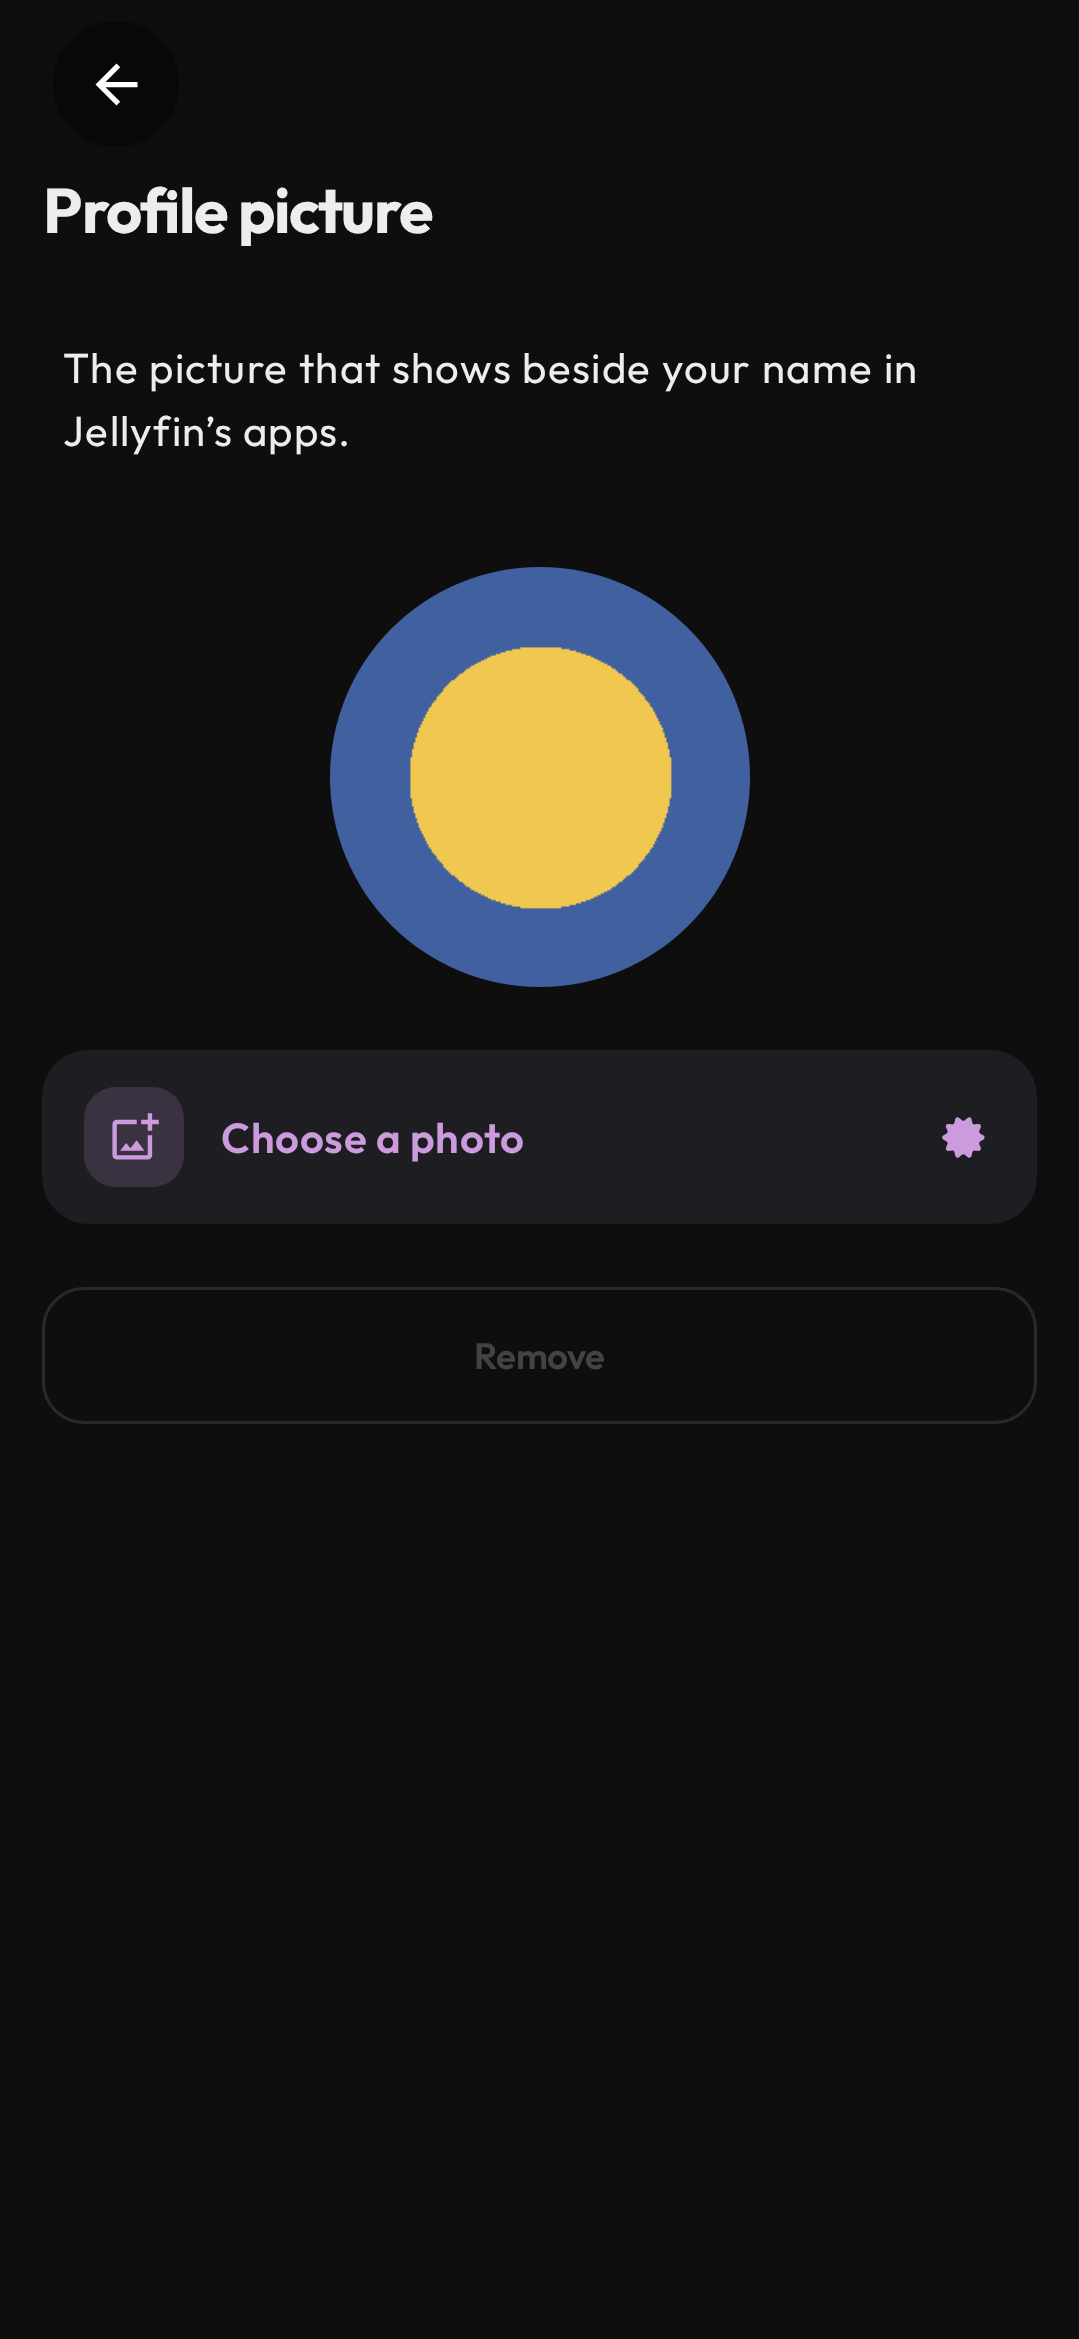 Profile picture
The picture that shows beside your name in
Jellyfin’s apps.
Choose a photo
Remove